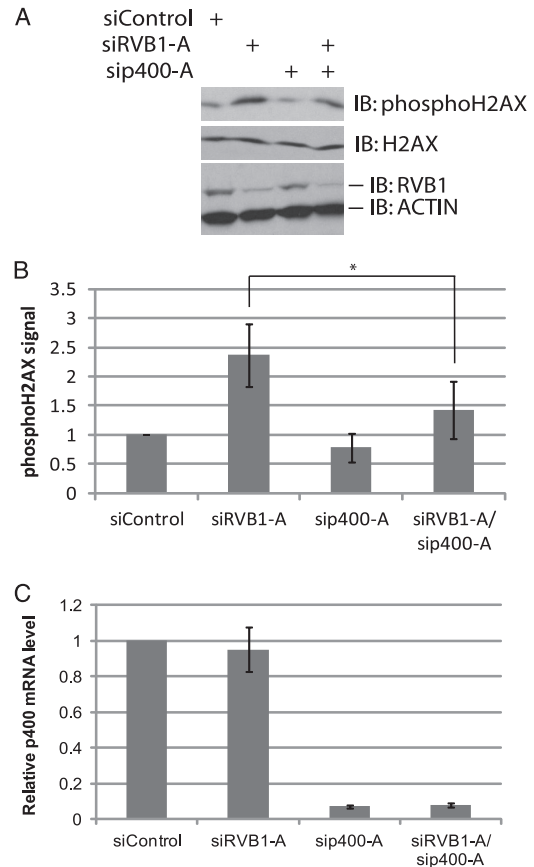 A
siControl +
siRVB1-A + +
sip400-A + +
IB: phosphoH2AX
IB: H2AX
– IB: RVB1
– IB: ACTIN
B
*
phosphoH2AX signal
3.5
3
2.5
2
1.5
1
0.5
0
siControl siRVB1-A sip400-A siRVB1-A/
sip400-A
C
Relative p400 mRNA level
1.2
1
0.8
0.6
0.4
0.2
0
siControl siRVB1-A sip400-A siRVB1-A/
sip400-A